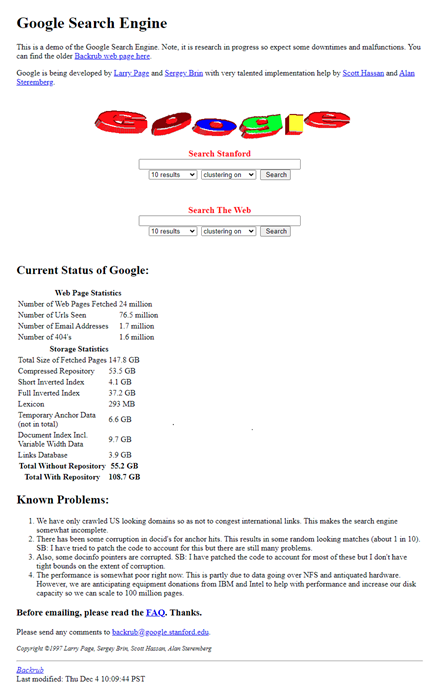 Google Search Engine
This is a demo of the Google Search Engine. Note, it is research in progress so expect some downtimes and malfunctions. You
can find the older Backrub web page here.
Google is being developed by Larry Page and Sergey Brin with very talented implementation help by Scott Hassan and Alan
Steremberg.
GOOGLE
Search Stanford
10 results clustering on Search
Search The Web
10 results clustering on Search
Current Status of Google:
Web Page Statistics
Number of Web Pages Fetched 24 million
Number of Urls Seen 76.5 million
Number of Email Addresses 1.7 million
Number of 404's 1.6 million
Storage Statistics
Total Size of Fetched Pages 147.8 GB
Compressed Repository 53.5 GB
Short Inverted Index 4.1 GB
Full Inverted Index 37.2 GB
Lexicon 293 MB
Temporary Anchor Data
(not in total) 6.6 GB
Document Index Incl.
Variable Width Data 9.7 GB
Links Database 3.9 GB
Total Without Repository 55.2 GB
Total With Repository 108.7 GB
Known Problems:
1. We have only crawled US looking domains so as not to congest international links. This makes the search engine
somewhat incomplete.
2. There has been some corruption in docid's for anchor hits. This results in some random looking matches (about 1 in 10).
SB: I have tried to patch the code to account for this but there are still many problems.
3. Also, some docinfo pointers are corrupted. SB: I have patched the code to account for most of these but I don't have
tight bounds on the extent of corruption.
4. The performance is somewhat poor right now. This is partly due to data going over NFS and antiquated hardware.
However, we are anticipating equipment donations from IBM and Intel to help with performance and increase our disk
capacity so we can scale to 100 million pages.
Before emailing, please read the FAQ. Thanks.
Please send any comments to backrub@google.stanford.edu.
Copyright ©1997 Larry Page, Sergey Brin, Scott Hassan, Alan Steremberg
Backrub
Last modified: Thu Dec 4 10:09:44 PST